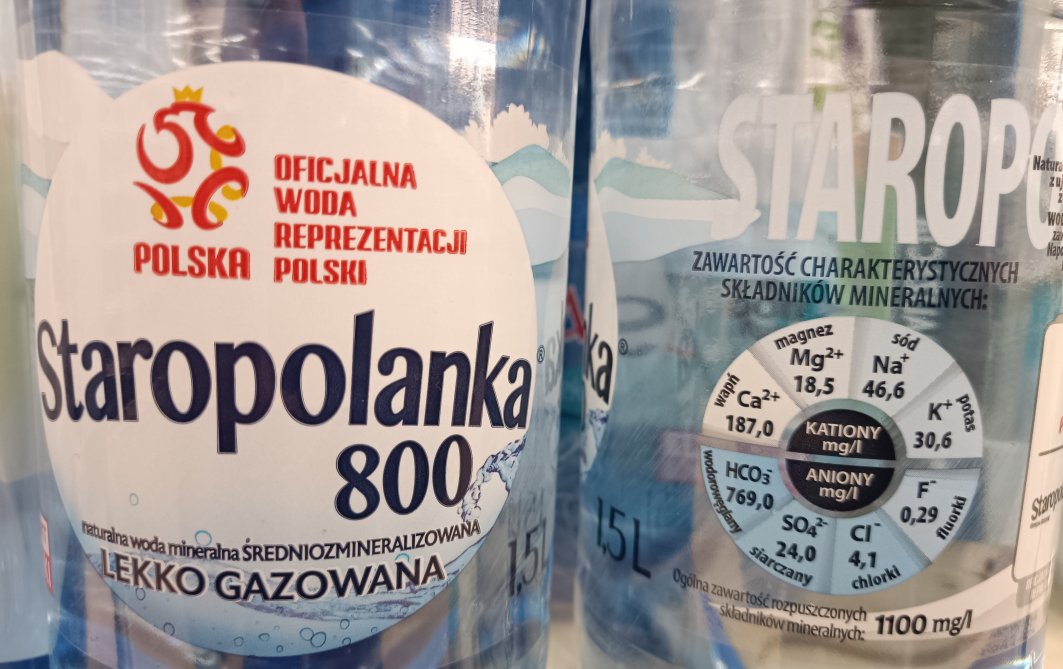 POLSKA
OFICJALNA
WODA
REPREZENTACJI
POLSKI
Staropolanka®
800
naturalna woda mineralna ŚREDNIOZMINERALIZOWANA
LEKKO GAZOWANA
1,5L
ka®
1,5L
STAROPO
ZAWARTOŚĆ CHARAKTERYSTYCZNYCH
SKŁADNIKÓW MINERALNYCH:
wapń
Ca²⁺
187,0
magnez
Mg²⁺
18,5
sód
Na⁺
46,6
potas
K⁺
30,6
KATIONY
mg/l
ANIONY
mg/l
wodorowęglany
HCO₃⁻
769,0
SO₄²⁻
24,0
siarczany
Cl⁻
4,1
chlorki
F⁻
0,29
fluorki
Ogólna zawartość rozpuszczonych
składników mineralnych: 1100 mg/l